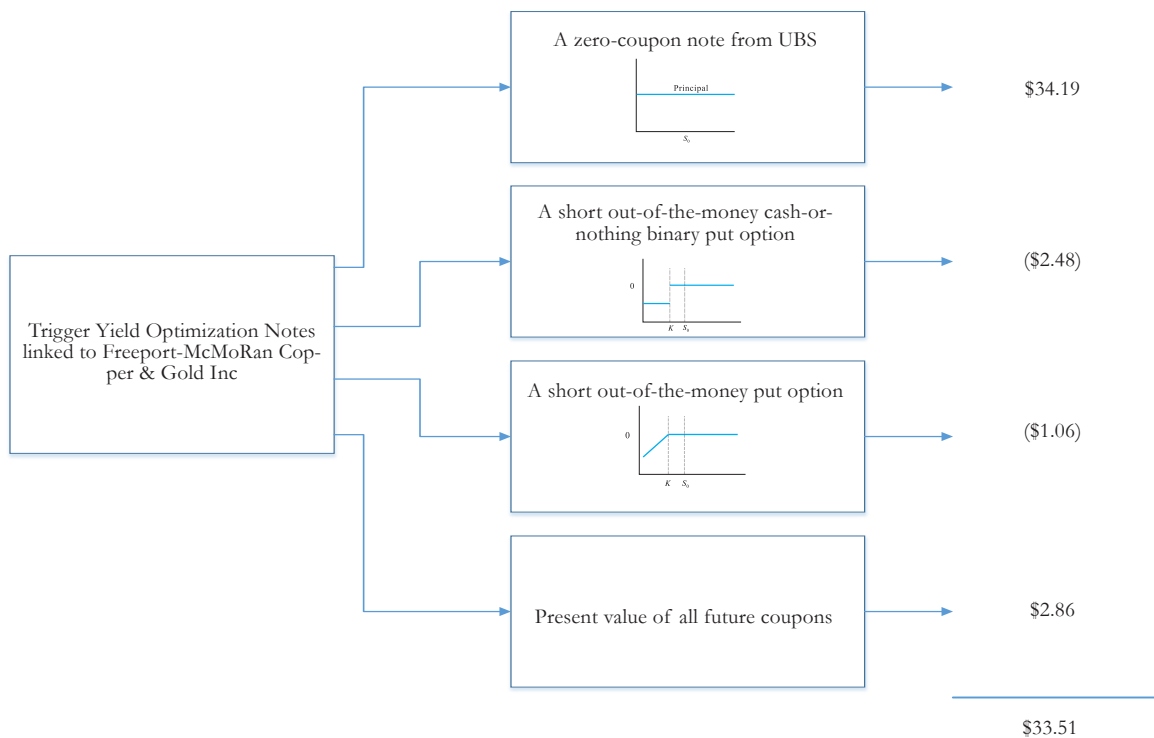 A zero-coupon note from UBS
Principal
S0
$34.19
A short out-of-the-money cash-or-
nothing binary put option
0
K S0
($2.48)
Trigger Yield Optimization Notes
linked to Freeport-McMoRan Cop-
per & Gold Inc
A short out-of-the-money put option
0
K S0
($1.06)
Present value of all future coupons
$2.86
$33.51